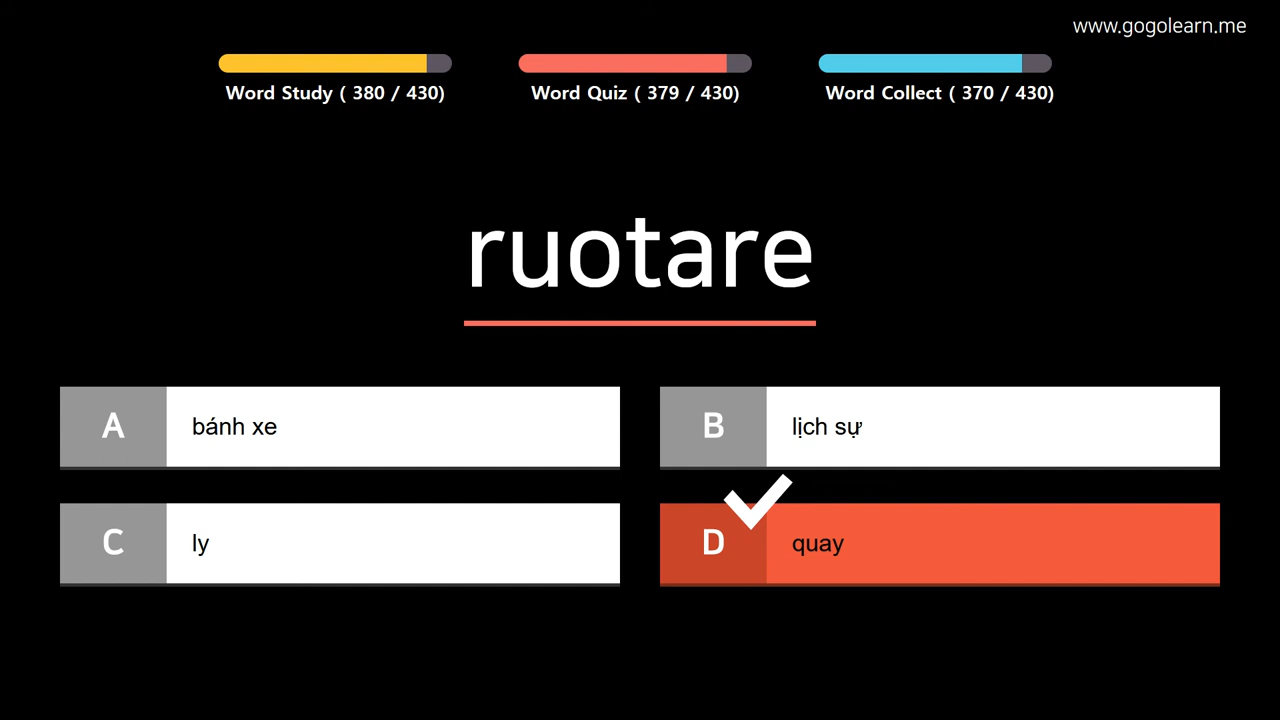 www.gogolearn.me
Word Study ( 380 / 430)
Word Quiz ( 379 / 430)
Word Collect ( 370 / 430)
ruotare
A bánh xe
B lịch sự
C ly
D quay